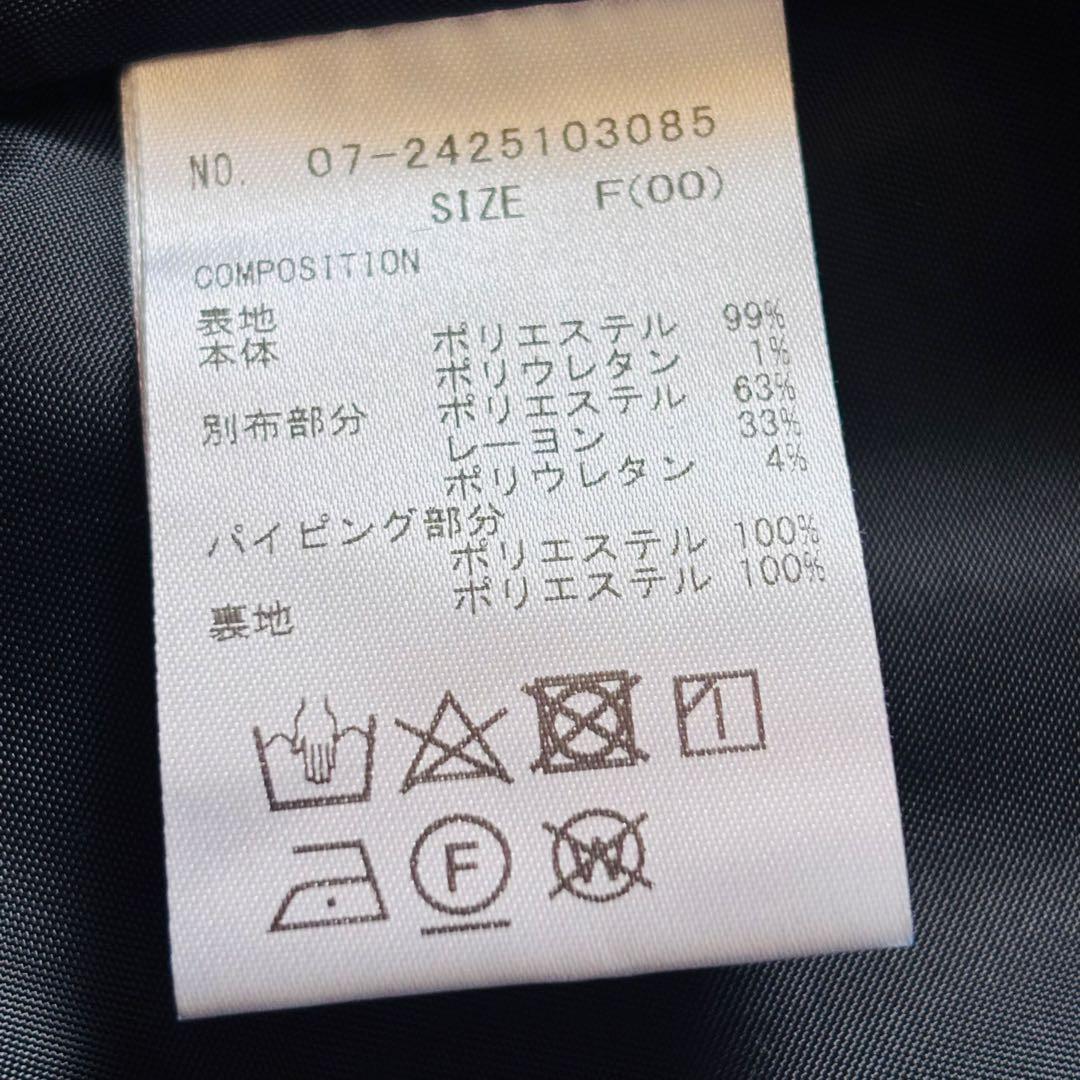 NO. 07-2425103085
SIZE F(00)
COMPOSITION
表地
本体 ポリエステル 99%
ポリウレタン 1%
別布部分 ポリエステル 63%
レーヨン 33%
ポリウレタン 4%
パイピング部分
ポリエステル 100%
裏地 ポリエステル 100%
F
W